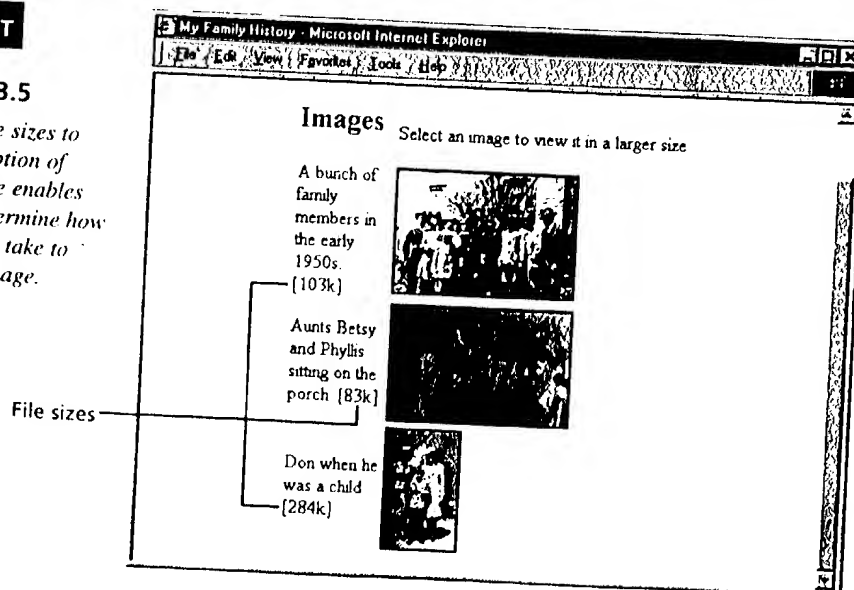 T
3.5
e sizes to
ption of
e enables
ermine how
take to
age.
My Family History - Microsoft Internet Explorer
File Edit View Favorites Tools Help
Images
Select an image to view it in a larger size
A bunch of
family
members in
the early
1950s.
[103k]
Aunts Betsy
and Phyllis
sitting on the
porch [83k]
File sizes
Don when he
was a child
[284k]